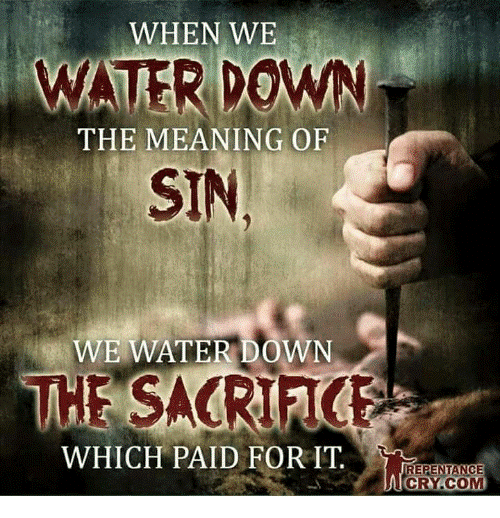 WHEN WE
WATER DOWN
THE MEANING OF
SIN,
WE WATER DOWN
THE SACRIFICE
WHICH PAID FOR IT.
REPENTANCE
CRY.COM